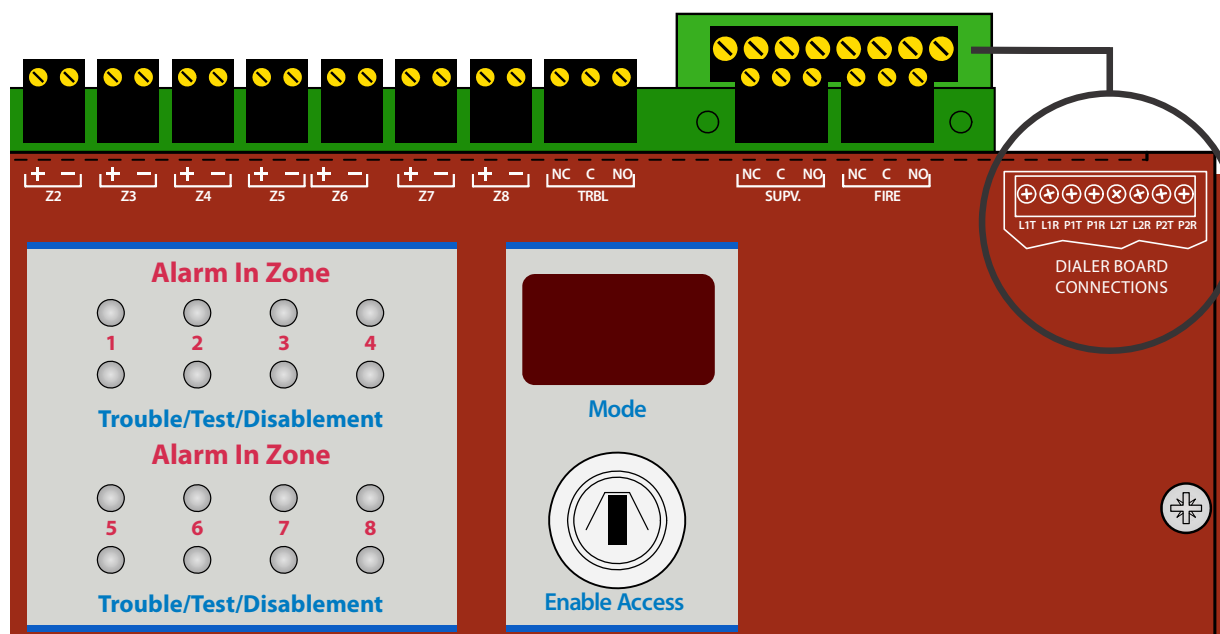 + − + − + − + − + − + − + − NC C NO NC C NO NC C NO
Z2 Z3 Z4 Z5 Z6 Z7 Z8 TRBL SUPV. FIRE
L1T L1R P1T P1R L2T L2R P2T P2R
DIALER BOARD
CONNECTIONS
Alarm In Zone
1 2 3 4
Trouble/Test/Disablement
Alarm In Zone
5 6 7 8
Trouble/Test/Disablement
Mode
Enable Access